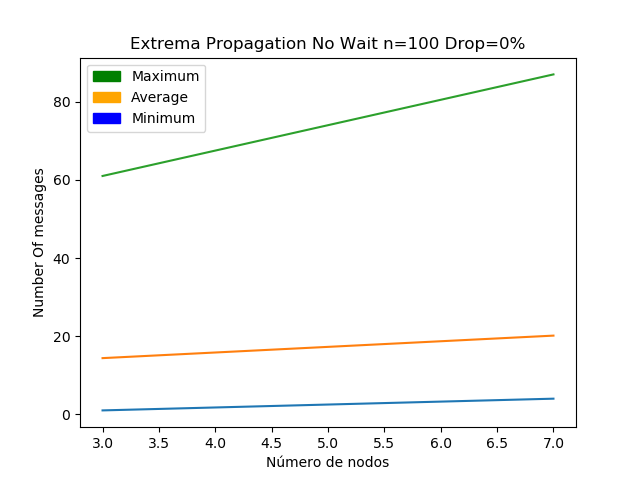 Extrema Propagation No Wait n=100 Drop=0%
Maximum
Average
Minimum
Number Of messages
80
60
40
20
0
3.0 3.5 4.0 4.5 5.0 5.5 6.0 6.5 7.0
Número de nodos